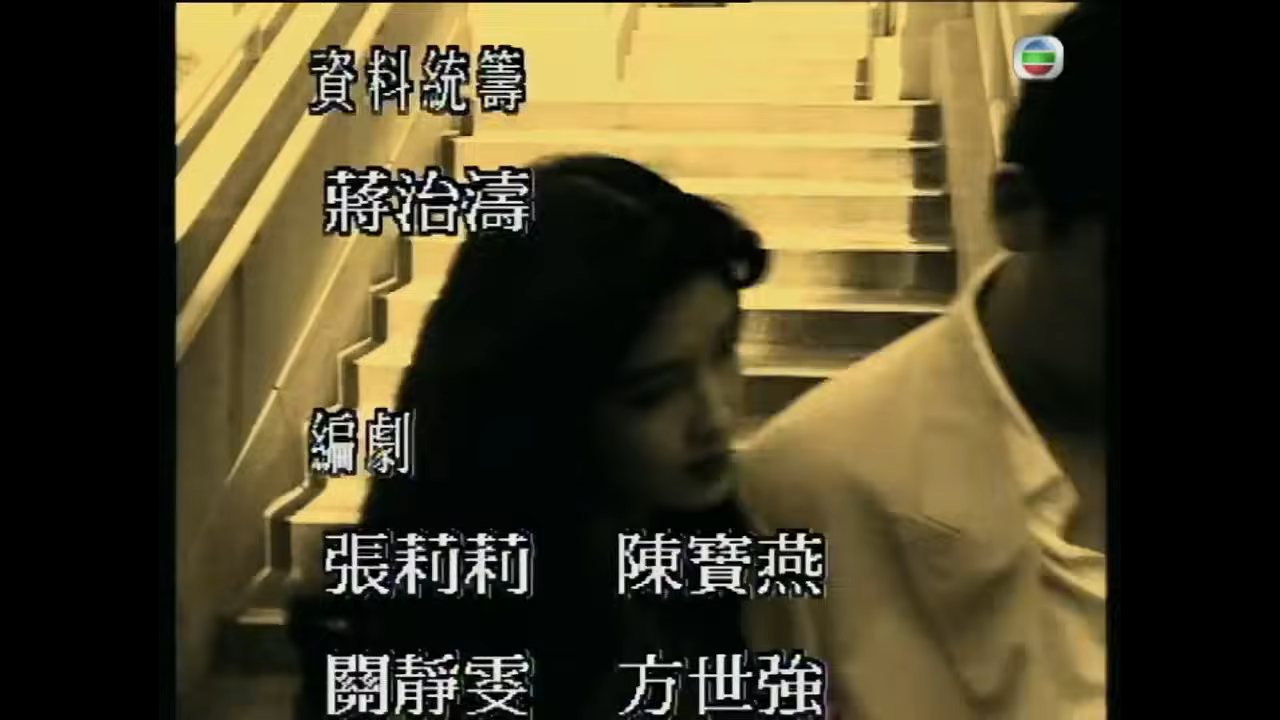 資料統籌
蔣治濤
編劇
張莉莉 陳寶燕
關靜雯 方世強